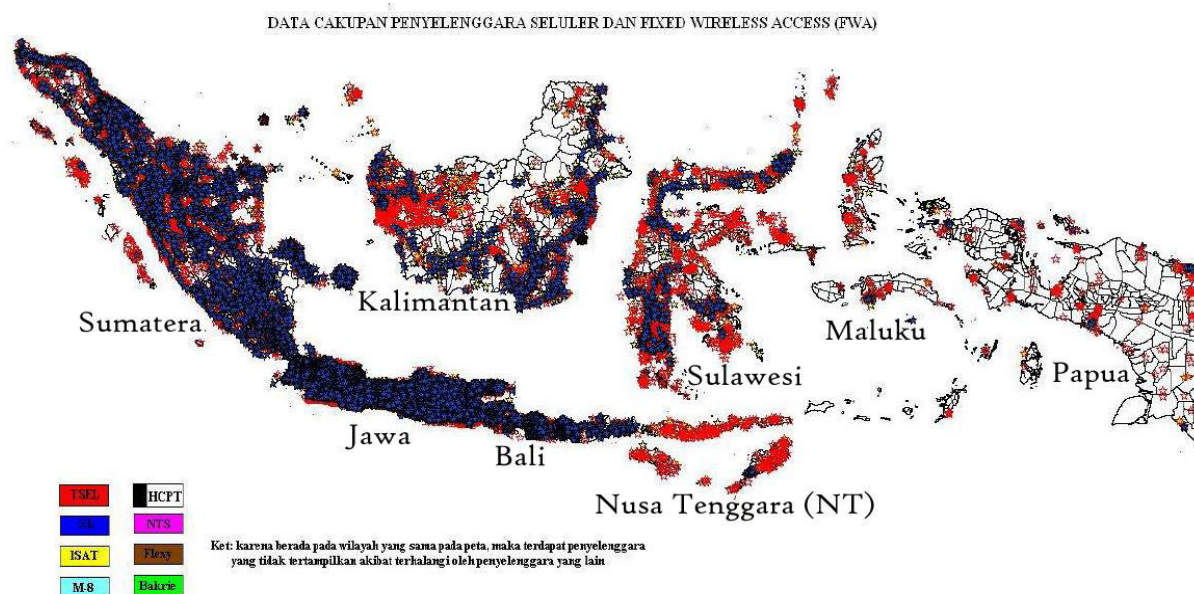 DATA CAKUPAN PENYELENGGARA SELULER DAN FIXED WIRELESS ACCESS (FWA)
Kalimantan
Sumatera
Maluku
Sulawesi
Papua
Jawa
Bali
Nusa Tenggara (NT)
TSEL
HCPT
XL
NTS
ISAT
Flexy
M-8
Bakrie
Ket: karena berada pada wilayah yang sama pada peta, maka terdapat penyelenggara
yang tidak tertampilkan akibat terhalangi oleh penyelenggara yang lain